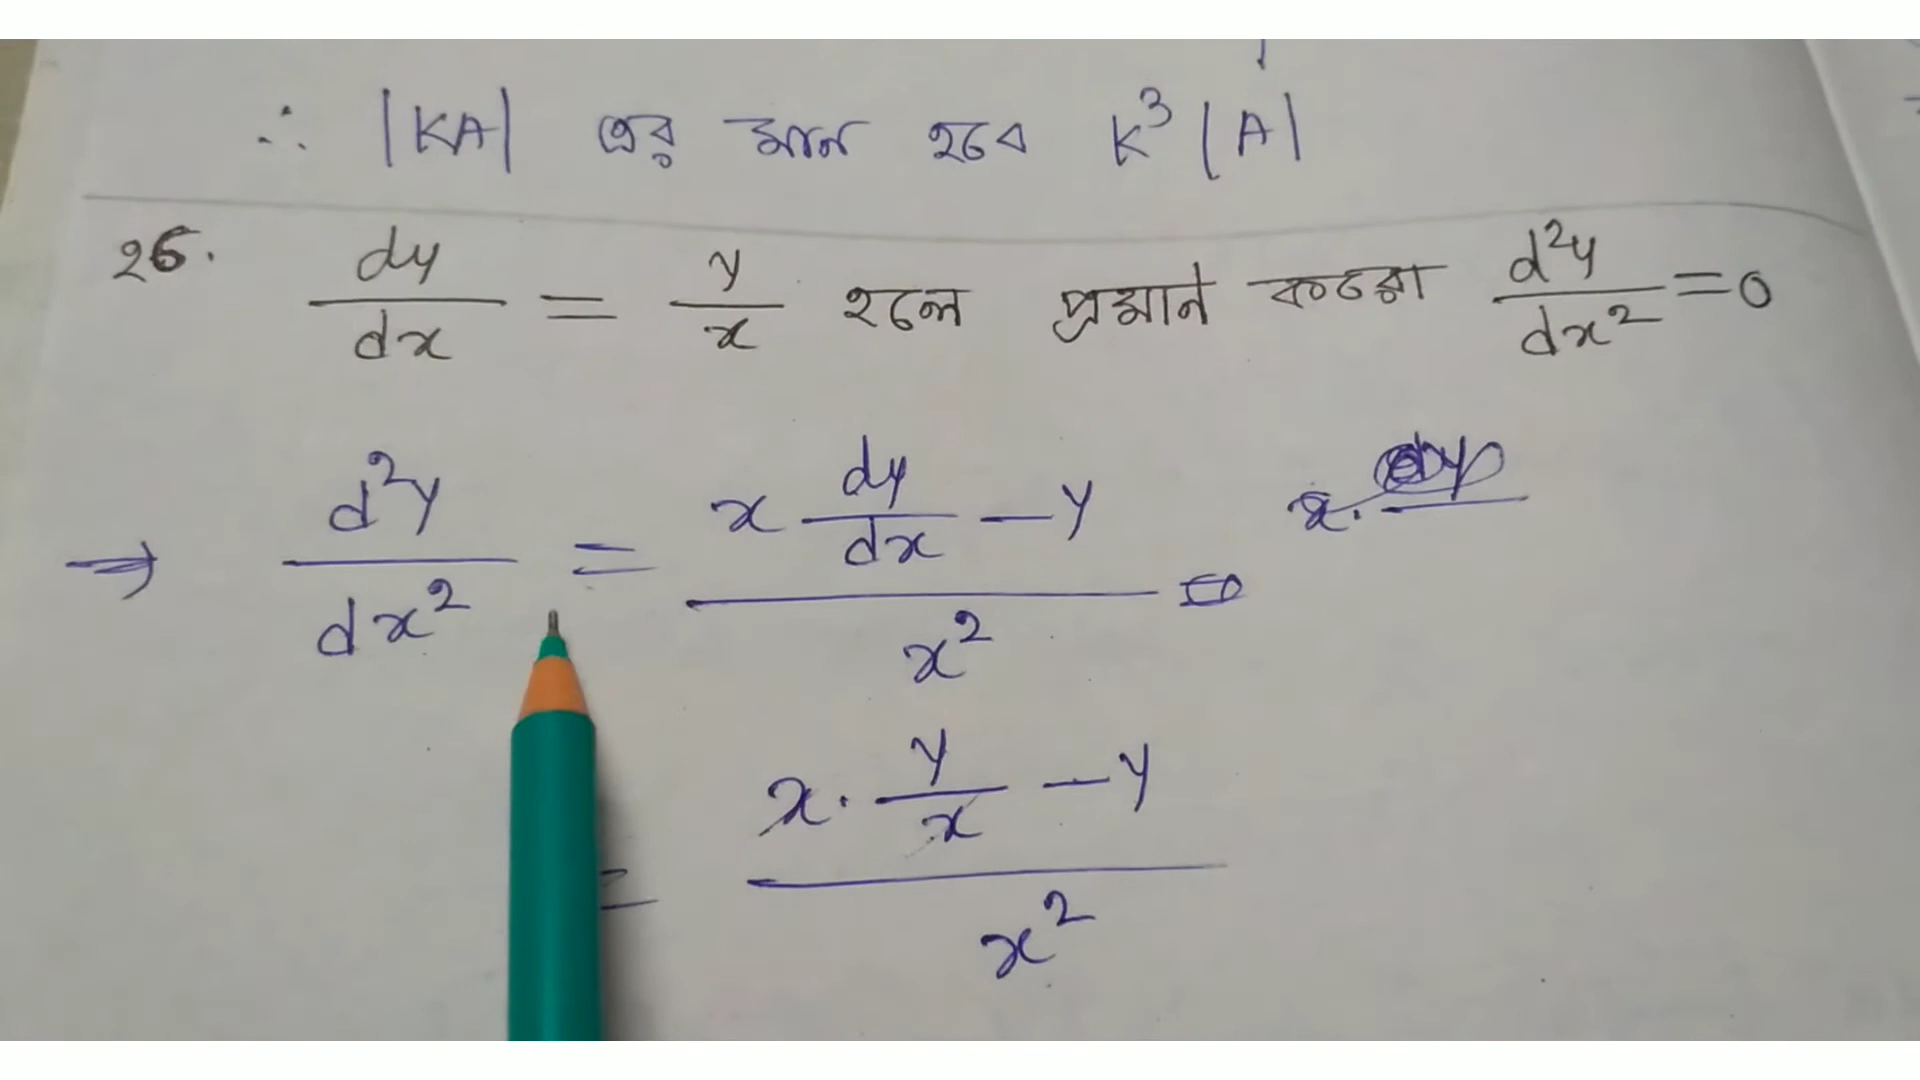 ∴ |KA| এর মান হবে K³ |A|
26. dy/dx = y/x হলে প্রমান করো d²y/dx² = 0
⇒ d²y/dx² = (x dy/dx − y)/x²
= (x · y/x − y)/x²